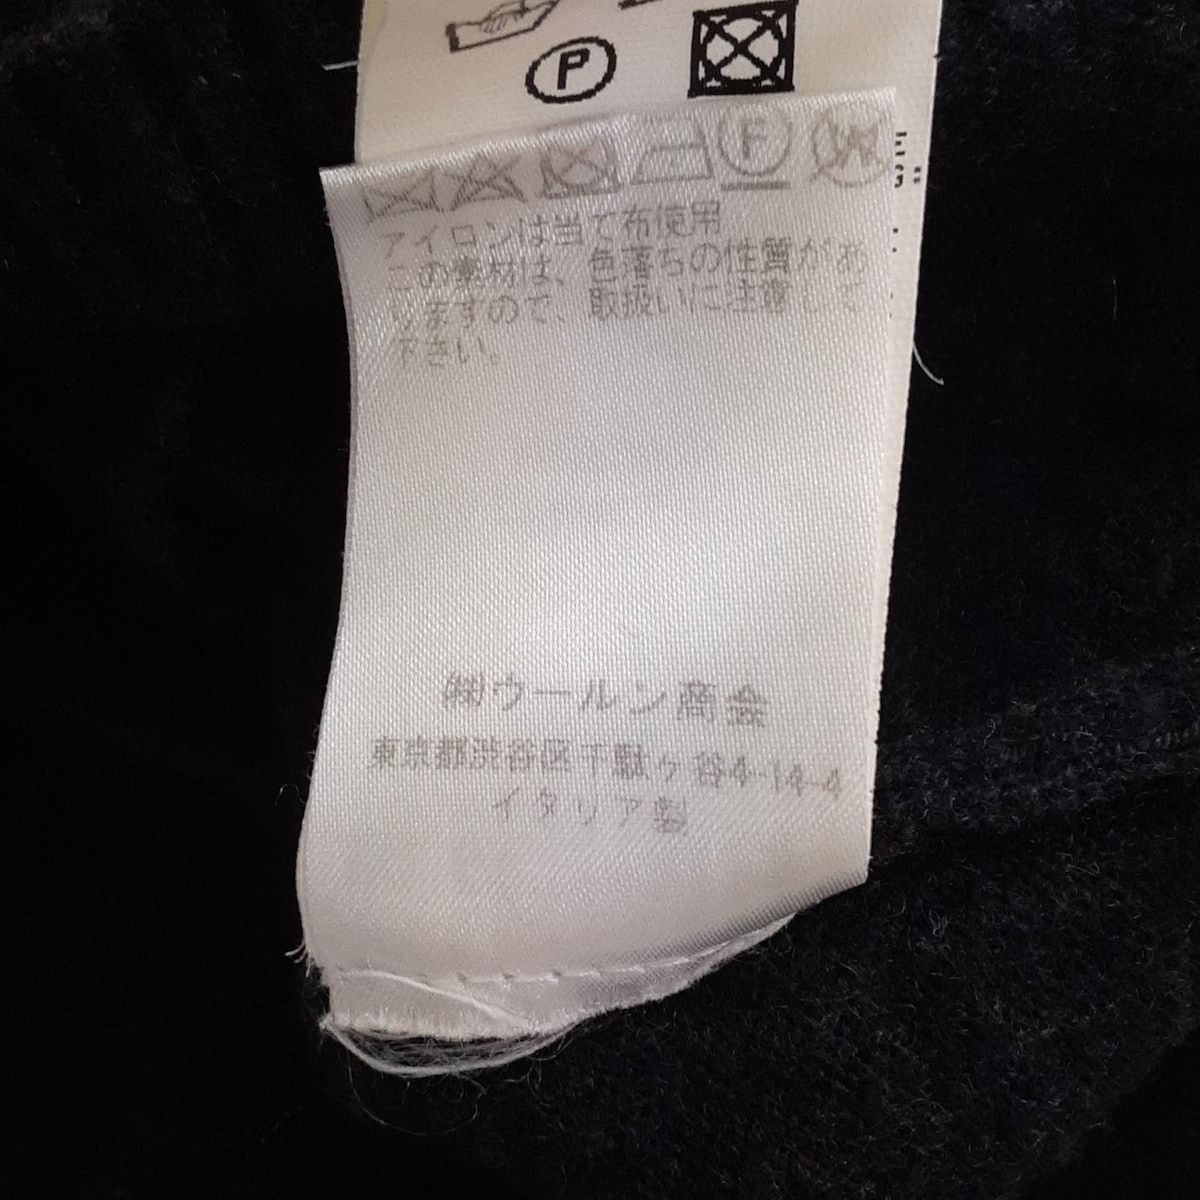 P
F
アイロンは当て布使用
この素材は、色落ちの性質があ
りますので、取扱いに注意して
下さい。
㈱ウールン商会
東京都渋谷区千駄ヶ谷4-14-4
イタリア製